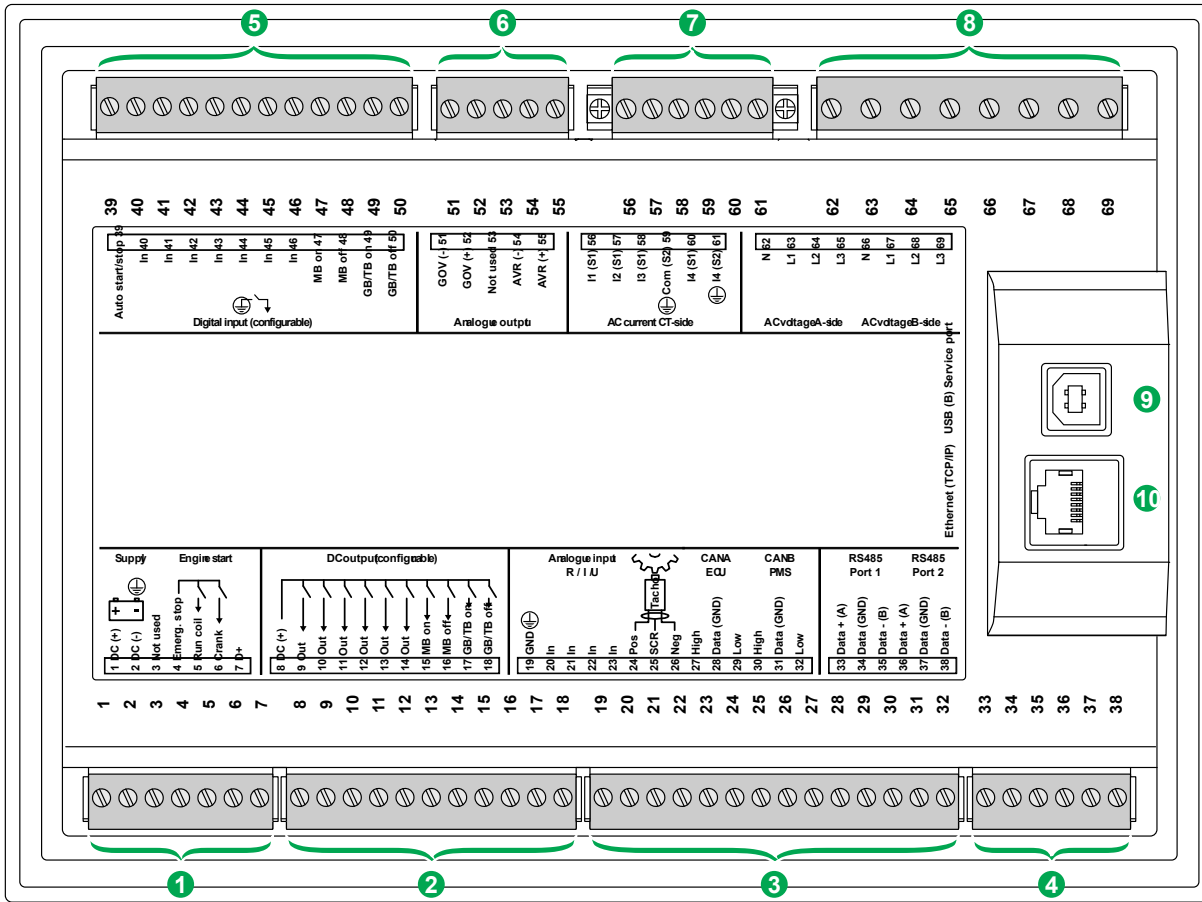 5 6 7 8
39 40 41 42 43 44 45 46 47 48 49 50 51 52 53 54 55 56 57 58 59 60 61 62 63 64 65 66 67 68 69
Auto start/stop 39
In 40
In 41
In 42
In 43
In 44
In 45
In 46
MB on 47
MB off 48
GB/TB on 49
GB/TB off 50
GOV (-) 51
GOV (+) 52
Not used 53
AVR (-) 54
AVR (+) 55
I1 (S1) 56
I2 (S1) 57
I3 (S1) 58
Com (S2) 59
I4 (S1) 60
I4 (S2) 61
N 62
L1 63
L2 64
L3 65
N 66
L1 67
L2 68
L3 69
Digital input (configurable)
Analogue output
AC current CT-side
AC voltage A-side
AC voltage B-side
USB (B) Service port
Ethernet (TCP/IP)
9
10
Supply
Engine start
DC output (configurable)
Analogue input
R / I /U
Tacho
CAN A
ECU
CAN B
PMS
RS485
Port 1
RS485
Port 2
+ -
1 DC (+)
2 DC (-)
3 Not used
4 Emerg. stop
5 Run coil
6 Crank
7 D+
8 DC (+)
9 Out
10 Out
11 Out
12 Out
13 Out
14 Out
15 MB on
16 MB off
17 GB/TB on
18 GB/TB off
19 GND
20 In
21 In
22 In
23 In
24 Pos
25 SCR
26 Neg
27 High
28 Data (GND)
29 Low
30 High
31 Data (GND)
32 Low
33 Data + (A)
34 Data (GND)
35 Data - (B)
36 Data + (A)
37 Data (GND)
38 Data - (B)
1 2 3 4 5 6 7 8 9 10 11 12 13 14 15 16 17 18 19 20 21 22 23 24 25 26 27 28 29 30 31 32 33 34 35 36 37 38
1 2 3 4